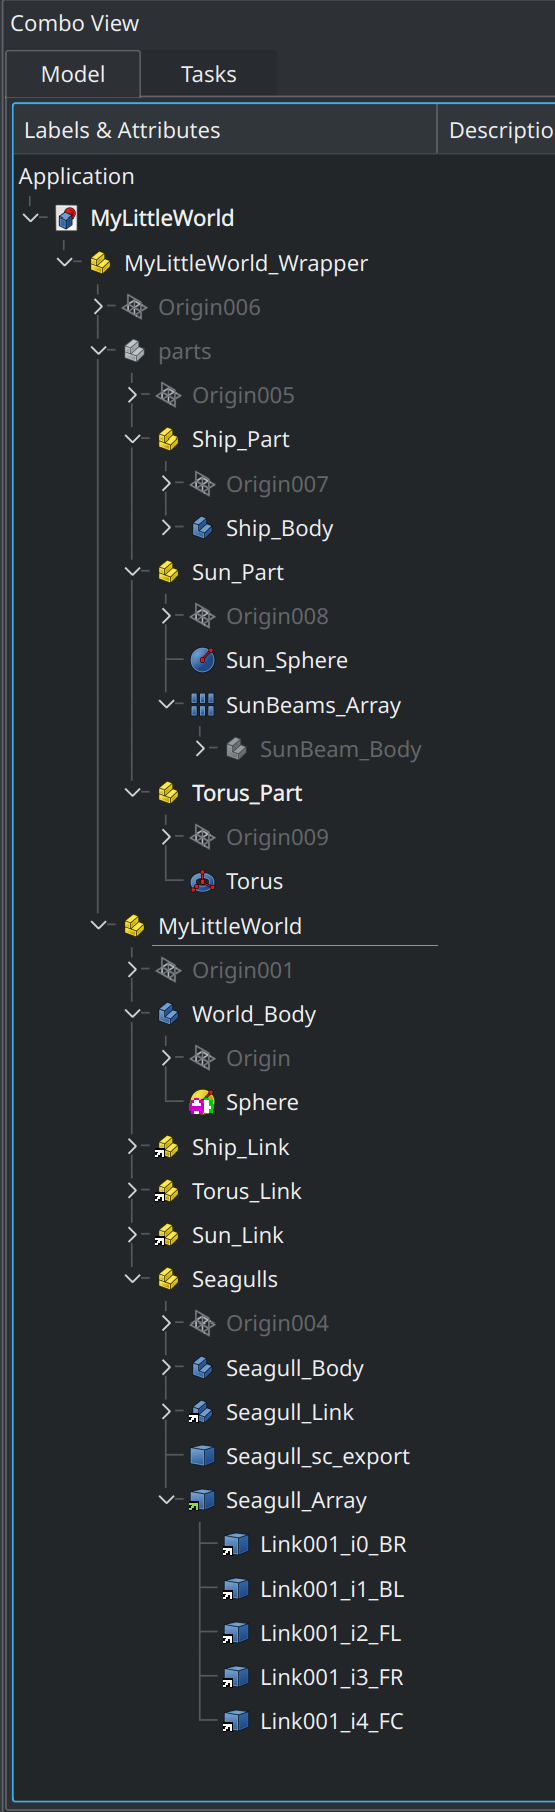 Combo View
Model Tasks
Labels & Attributes Descriptio
Application
MyLittleWorld
MyLittleWorld_Wrapper
Origin006
parts
Origin005
Ship_Part
Origin007
Ship_Body
Sun_Part
Origin008
Sun_Sphere
SunBeams_Array
SunBeam_Body
Torus_Part
Origin009
Torus
MyLittleWorld
Origin001
World_Body
Origin
Sphere
Ship_Link
Torus_Link
Sun_Link
Seagulls
Origin004
Seagull_Body
Seagull_Link
Seagull_sc_export
Seagull_Array
Link001_i0_BR
Link001_i1_BL
Link001_i2_FL
Link001_i3_FR
Link001_i4_FC